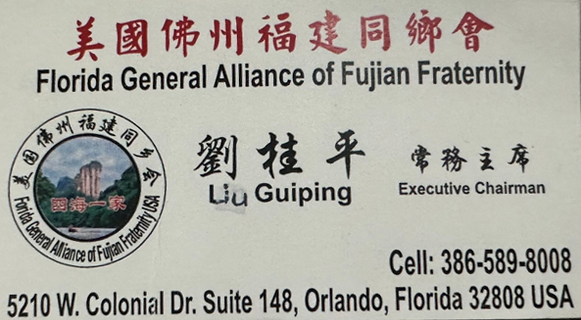 美國佛州福建同鄉會
Florida General Alliance of Fujian Fraternity
美国佛州福建同乡会
四海一家
Florida General Alliance of Fujian Fraternity USA
劉桂平
常務主席
Liu Guiping
Executive Chairman
Cell: 386-589-8008
5210 W. Colonial Dr. Suite 148, Orlando, Florida 32808 USA